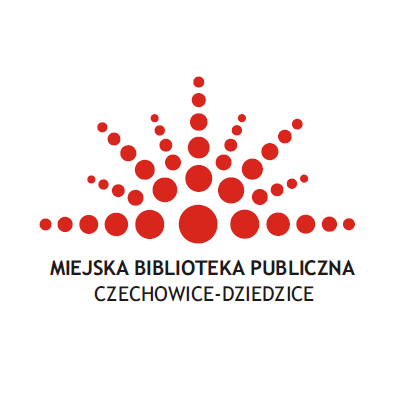 MIEJSKA BIBLIOTEKA PUBLICZNA
CZECHOWICE-DZIEDZICE